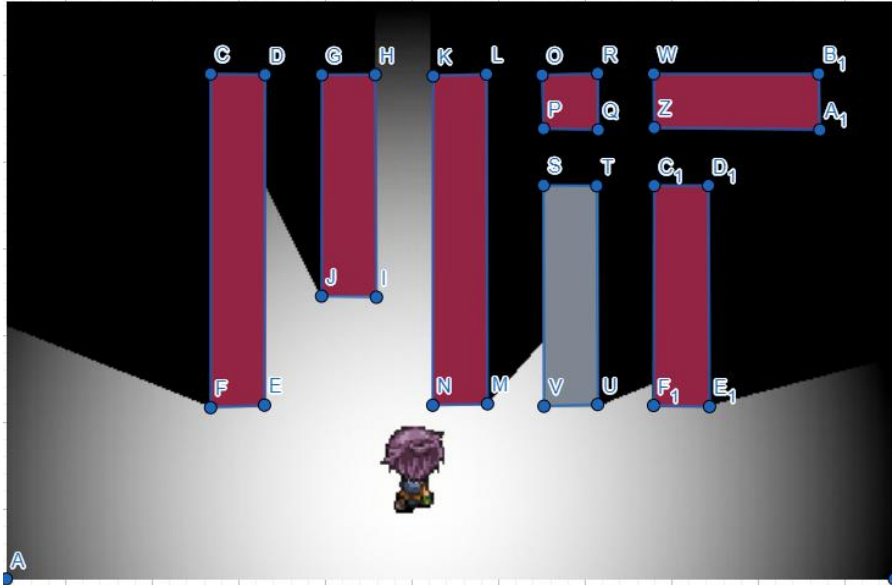 C D G H K L O R W B₁
P Q Z A₁
S T C₁ D₁
J I
F E N M V U F₁ E₁
A